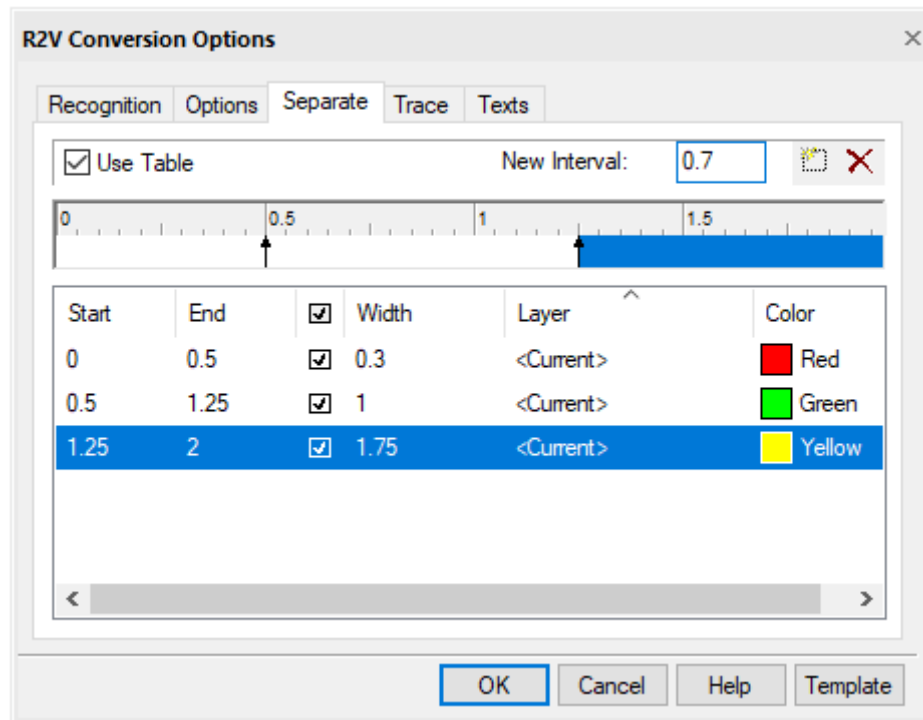 R2V Conversion Options
Recognition Options Separate Trace Texts
Use Table New Interval: 0.7
0 0.5 1 1.5
Start End Width Layer Color
0 0.5 0.3 <Current> Red
0.5 1.25 1 <Current> Green
1.25 2 1.75 <Current> Yellow
OK Cancel Help Template